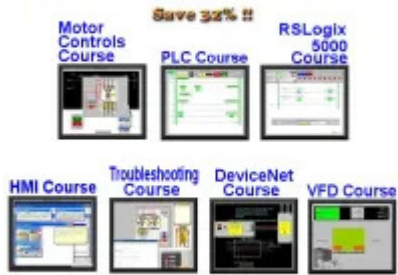 Save 32% !!
Motor
Controls
Course
PLC Course
RSLogix
5000
Course
HMI Course
Troubleshooting
Course
DeviceNet
Course
VFD Course